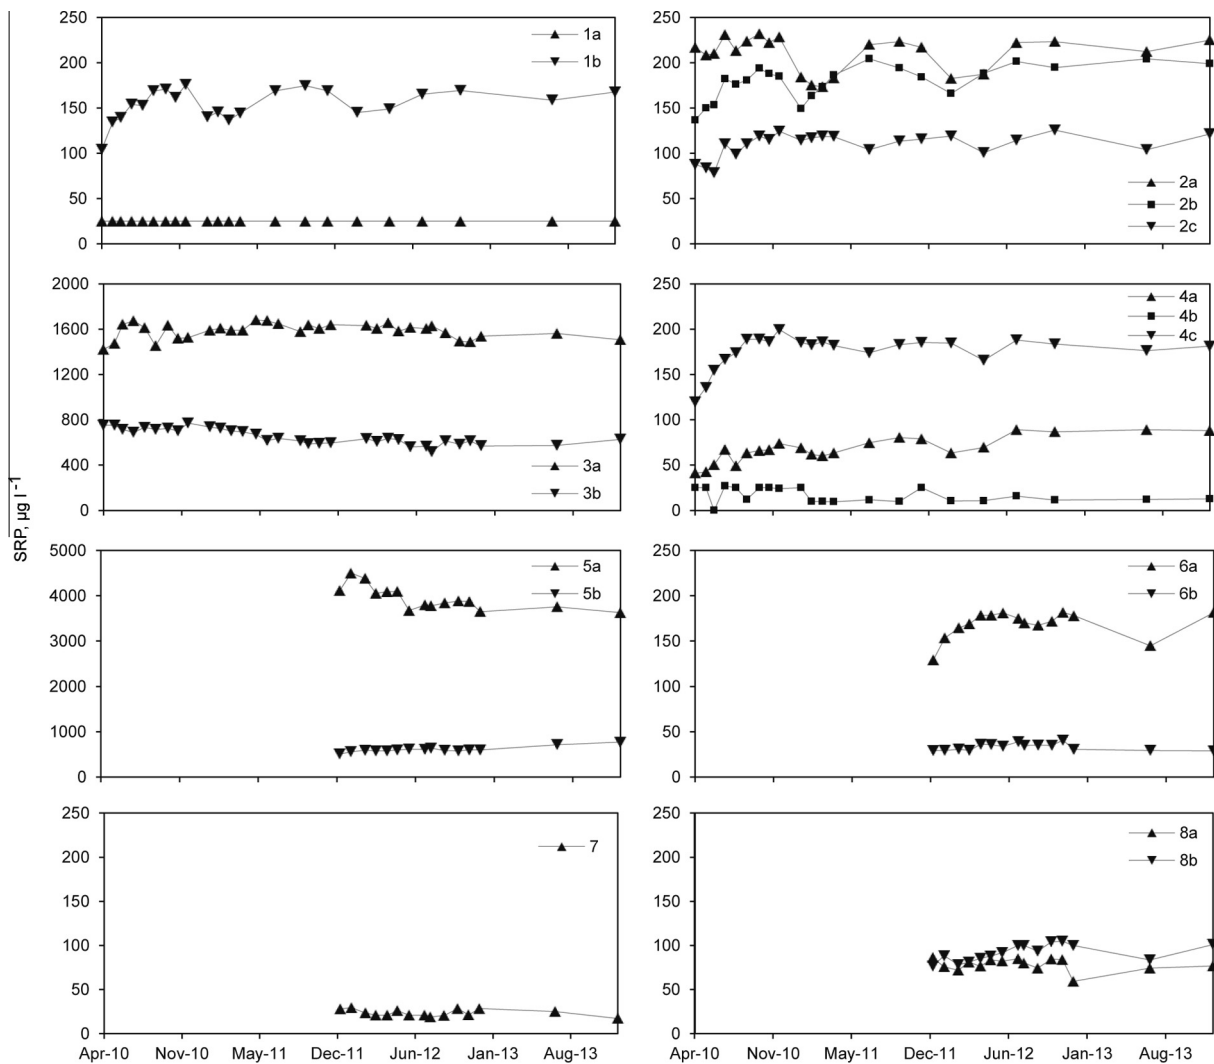 SRP, µg l⁻¹
250
200
150
100
50
0
1a
1b
250
200
150
100
50
0
2a
2b
2c
2000
1600
1200
800
400
0
3a
3b
250
200
150
100
50
0
4a
4b
4c
5000
4000
3000
2000
1000
0
5a
5b
250
200
150
100
50
0
6a
6b
250
200
150
100
50
0
7
Apr-10 Nov-10 May-11 Dec-11 Jun-12 Jan-13 Aug-13
250
200
150
100
50
0
8a
8b
Apr-10 Nov-10 May-11 Dec-11 Jun-12 Jan-13 Aug-13